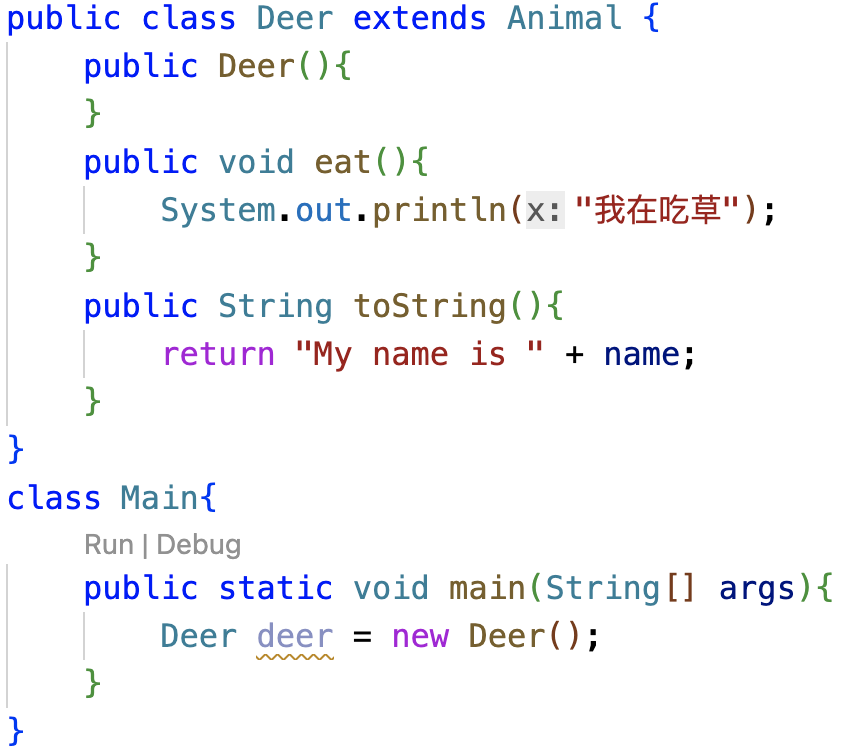 public class Deer extends Animal {
public Deer(){
}
public void eat(){
System.out.println(x: "我在吃草");
}
public String toString(){
return "My name is " + name;
}
}
class Main{
Run | Debug
public static void main(String[] args){
Deer deer = new Deer();
}
}